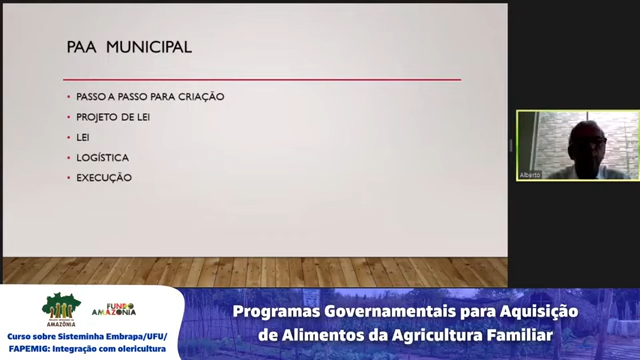 PAA MUNICIPAL
• PASSO A PASSO PARA CRIAÇÃO
• PROJETO DE LEI
• LEI
• LOGÍSTICA
• EXECUÇÃO
Alberto
AMAZÔNIA
FUNDO
AMAZONIA
Curso sobre Sisteminha Embrapa/UFU/
FAPEMIG: Integração com olericultura
Programas Governamentais para Aquisição
de Alimentos da Agricultura Familiar